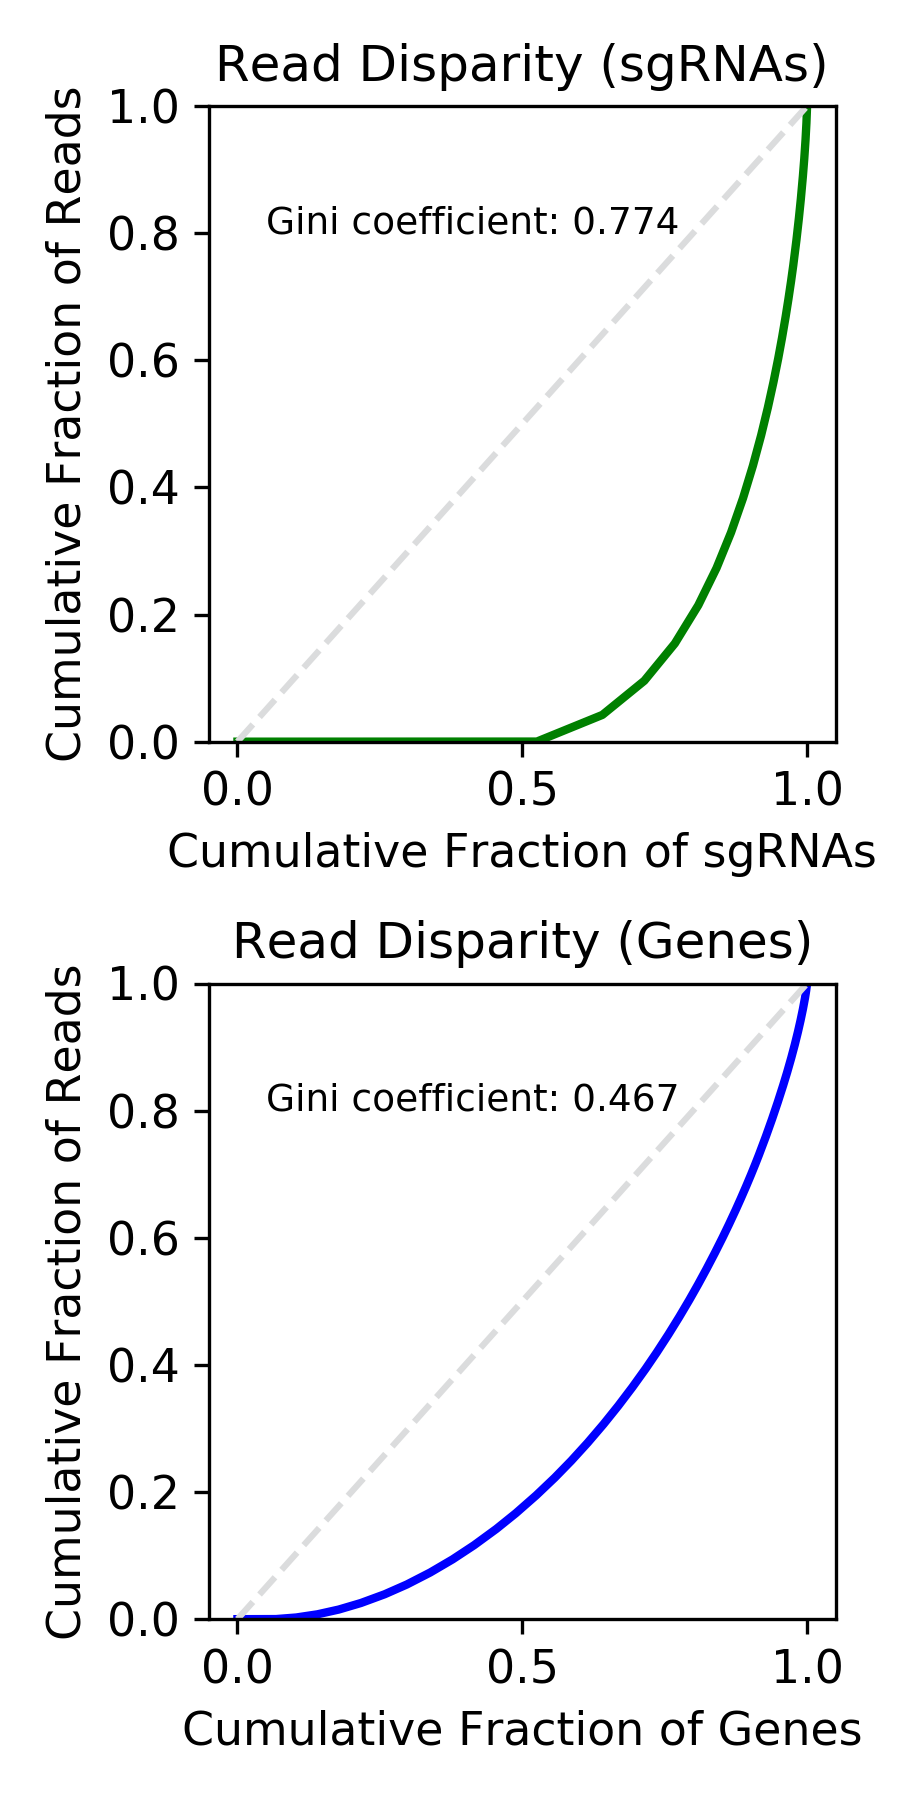 Read Disparity (sgRNAs)
Cumulative Fraction of Reads
1.0
0.8
0.6
0.4
0.2
0.0
Gini coefficient: 0.774
0.0 0.5 1.0
Cumulative Fraction of sgRNAs
Read Disparity (Genes)
Cumulative Fraction of Reads
1.0
0.8
0.6
0.4
0.2
0.0
Gini coefficient: 0.467
0.0 0.5 1.0
Cumulative Fraction of Genes